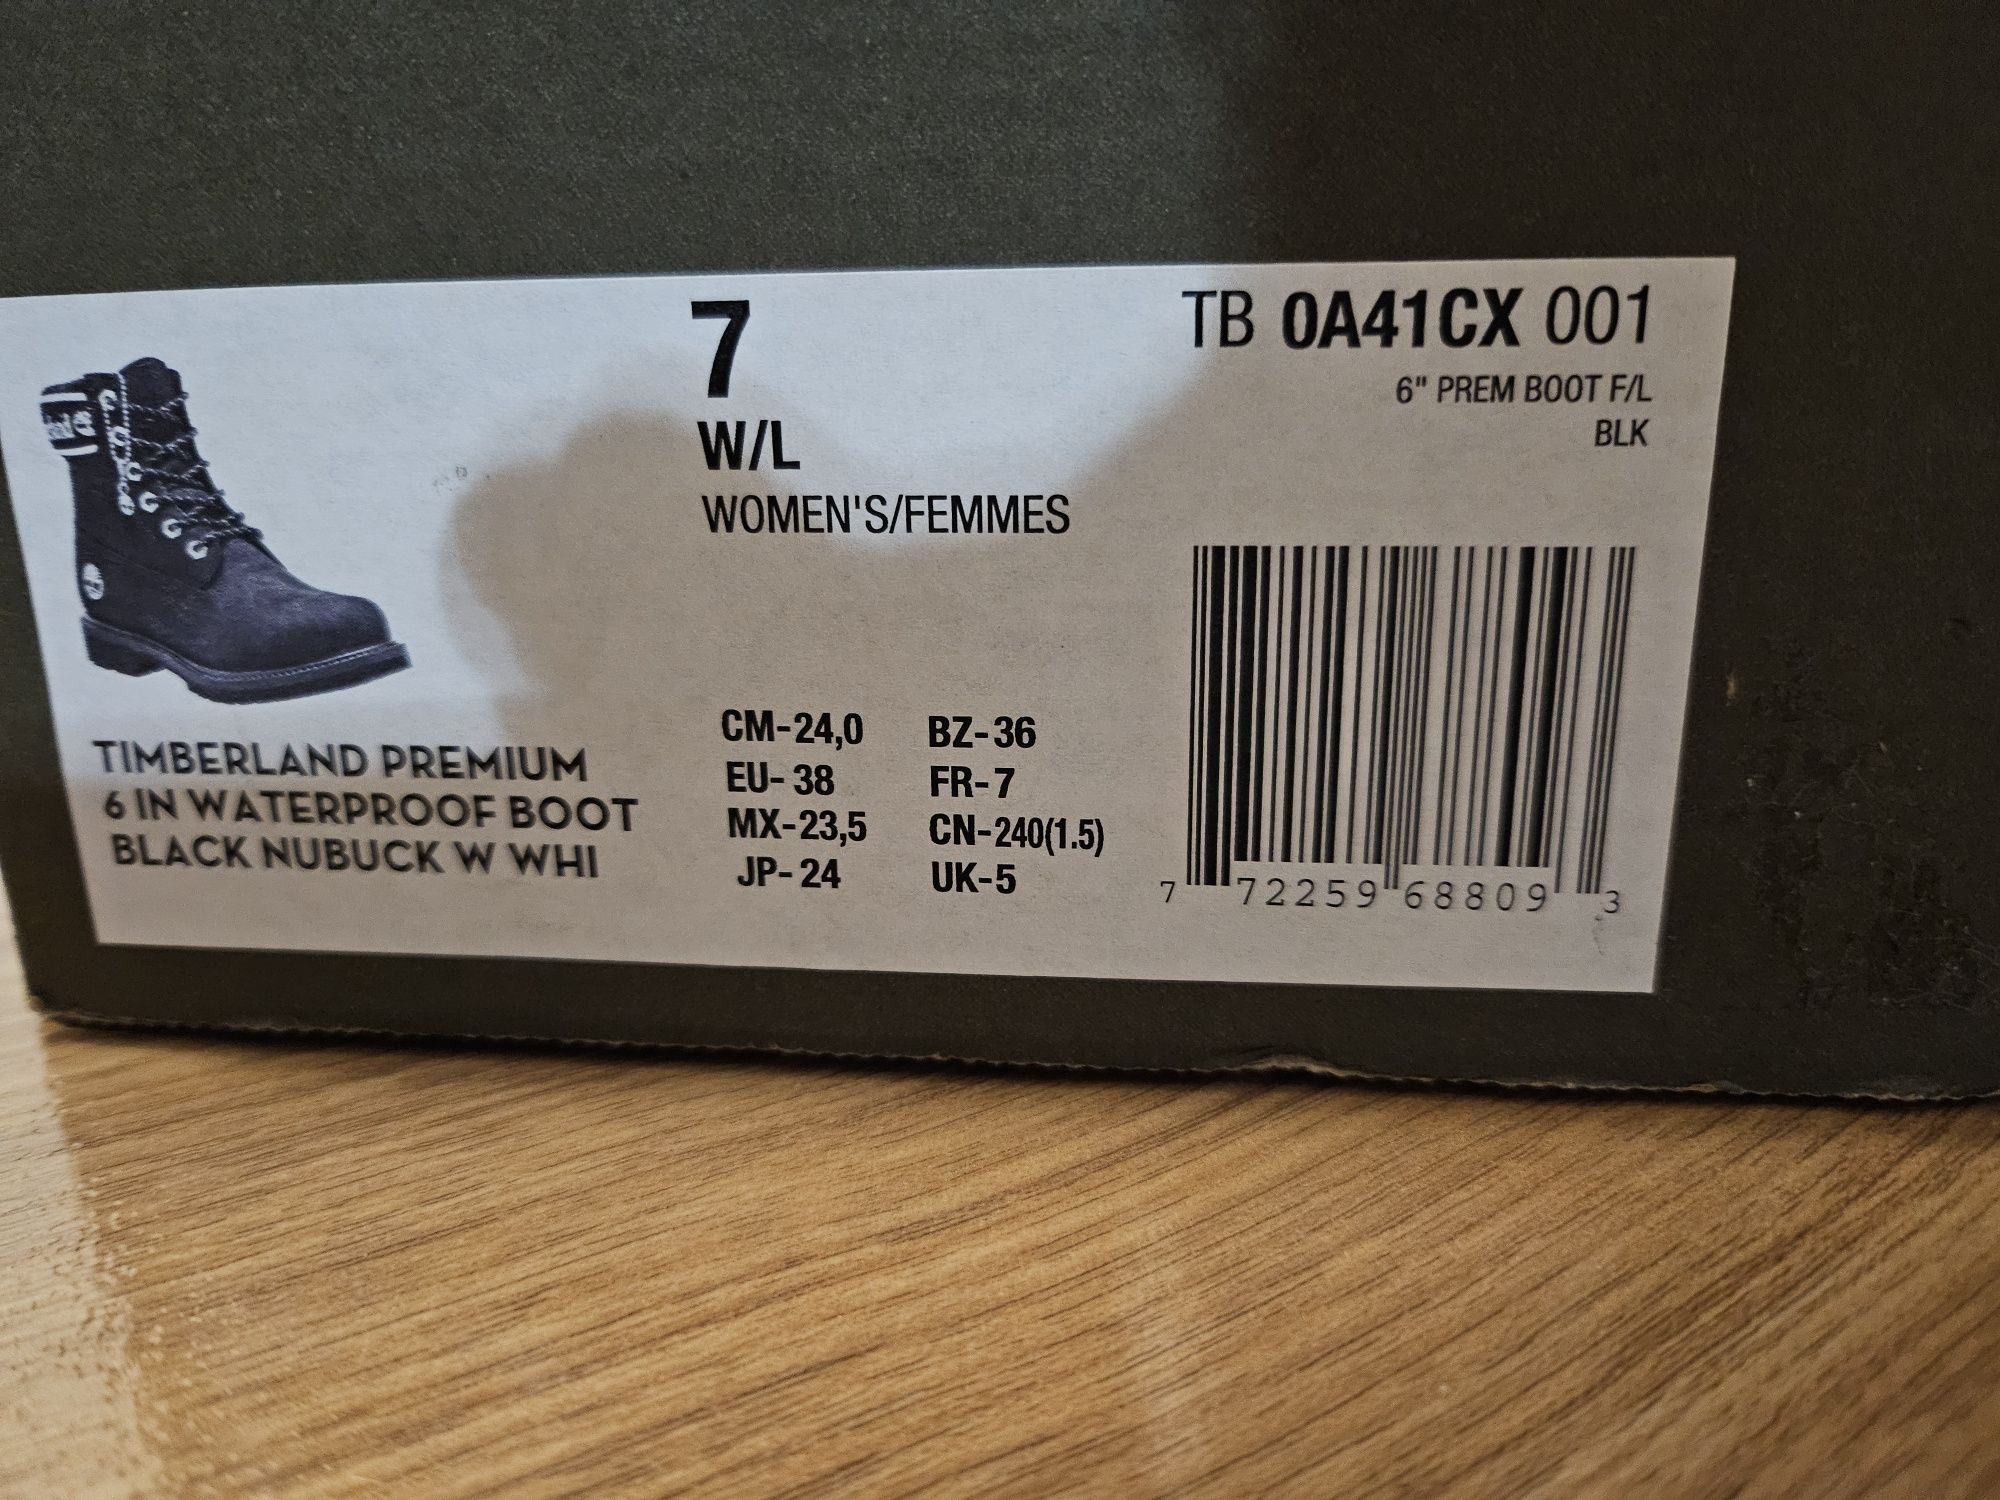 7
W/L
WOMEN'S/FEMMES
TB 0A41CX 001
6" PREM BOOT F/L
BLK
TIMBERLAND PREMIUM
6 IN WATERPROOF BOOT
BLACK NUBUCK W WHI
CM-24,0 BZ-36
EU-38 FR-7
MX-23,5 CN-240(1.5)
JP-24 UK-5
7 72259 68809 3